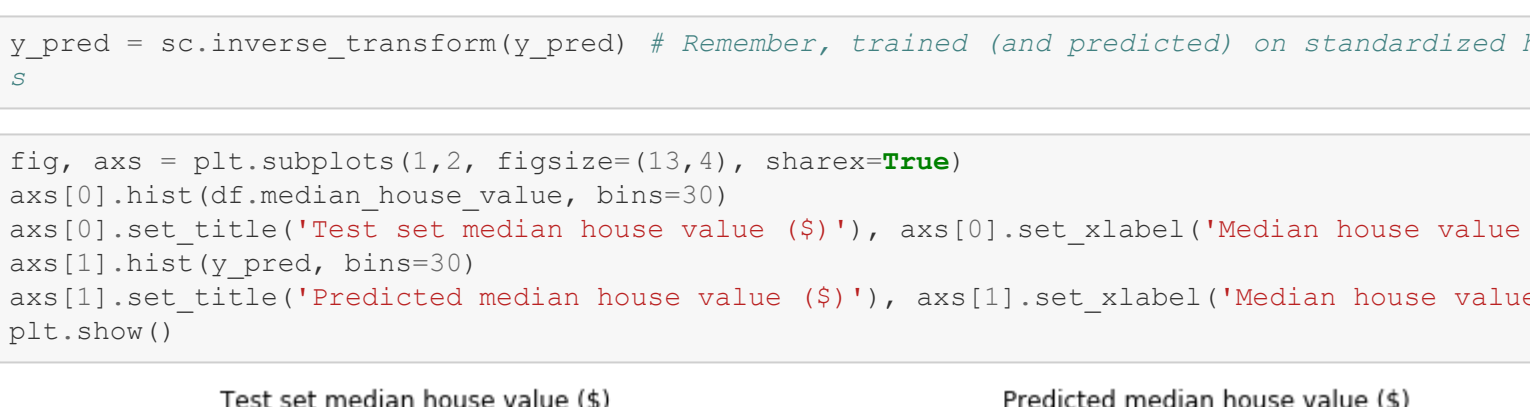 y_pred = sc.inverse_transform(y_pred) # Remember, trained (and predicted) on standardized
s
fig, axs = plt.subplots(1,2, figsize=(13,4), sharex=True)
axs[0].hist(df.median_house_value, bins=30)
axs[0].set_title('Test set median house value ($)'), axs[0].set_xlabel('Median house value
axs[1].hist(y_pred, bins=30)
axs[1].set_title('Predicted median house value ($)'), axs[1].set_xlabel('Median house value
plt.show()
Test set median house value ($)
Predicted median house value ($)